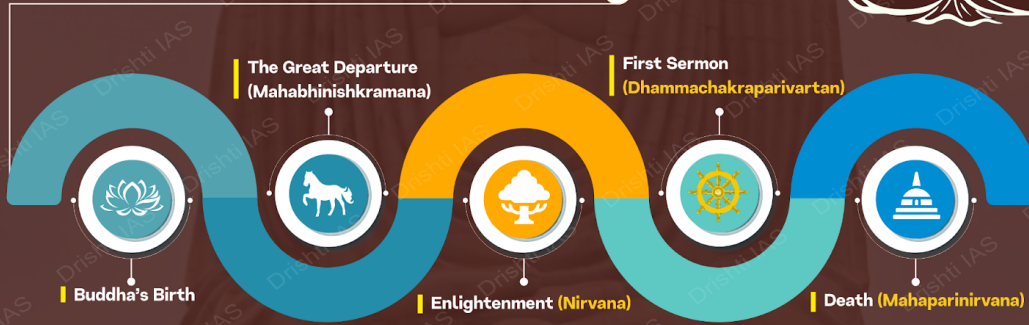 The Great Departure
(Mahabhinishkramana)
First Sermon
(Dhammachakraparivartan)
Buddha's Birth
Enlightenment (Nirvana)
Death (Mahaparinirvana)
Drishti IAS